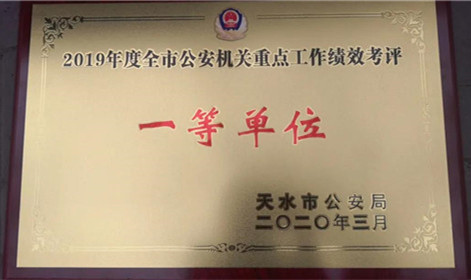 2019年度全市公安机关重点工作绩效考评
一等单位
天水市公安局
二〇二〇年三月